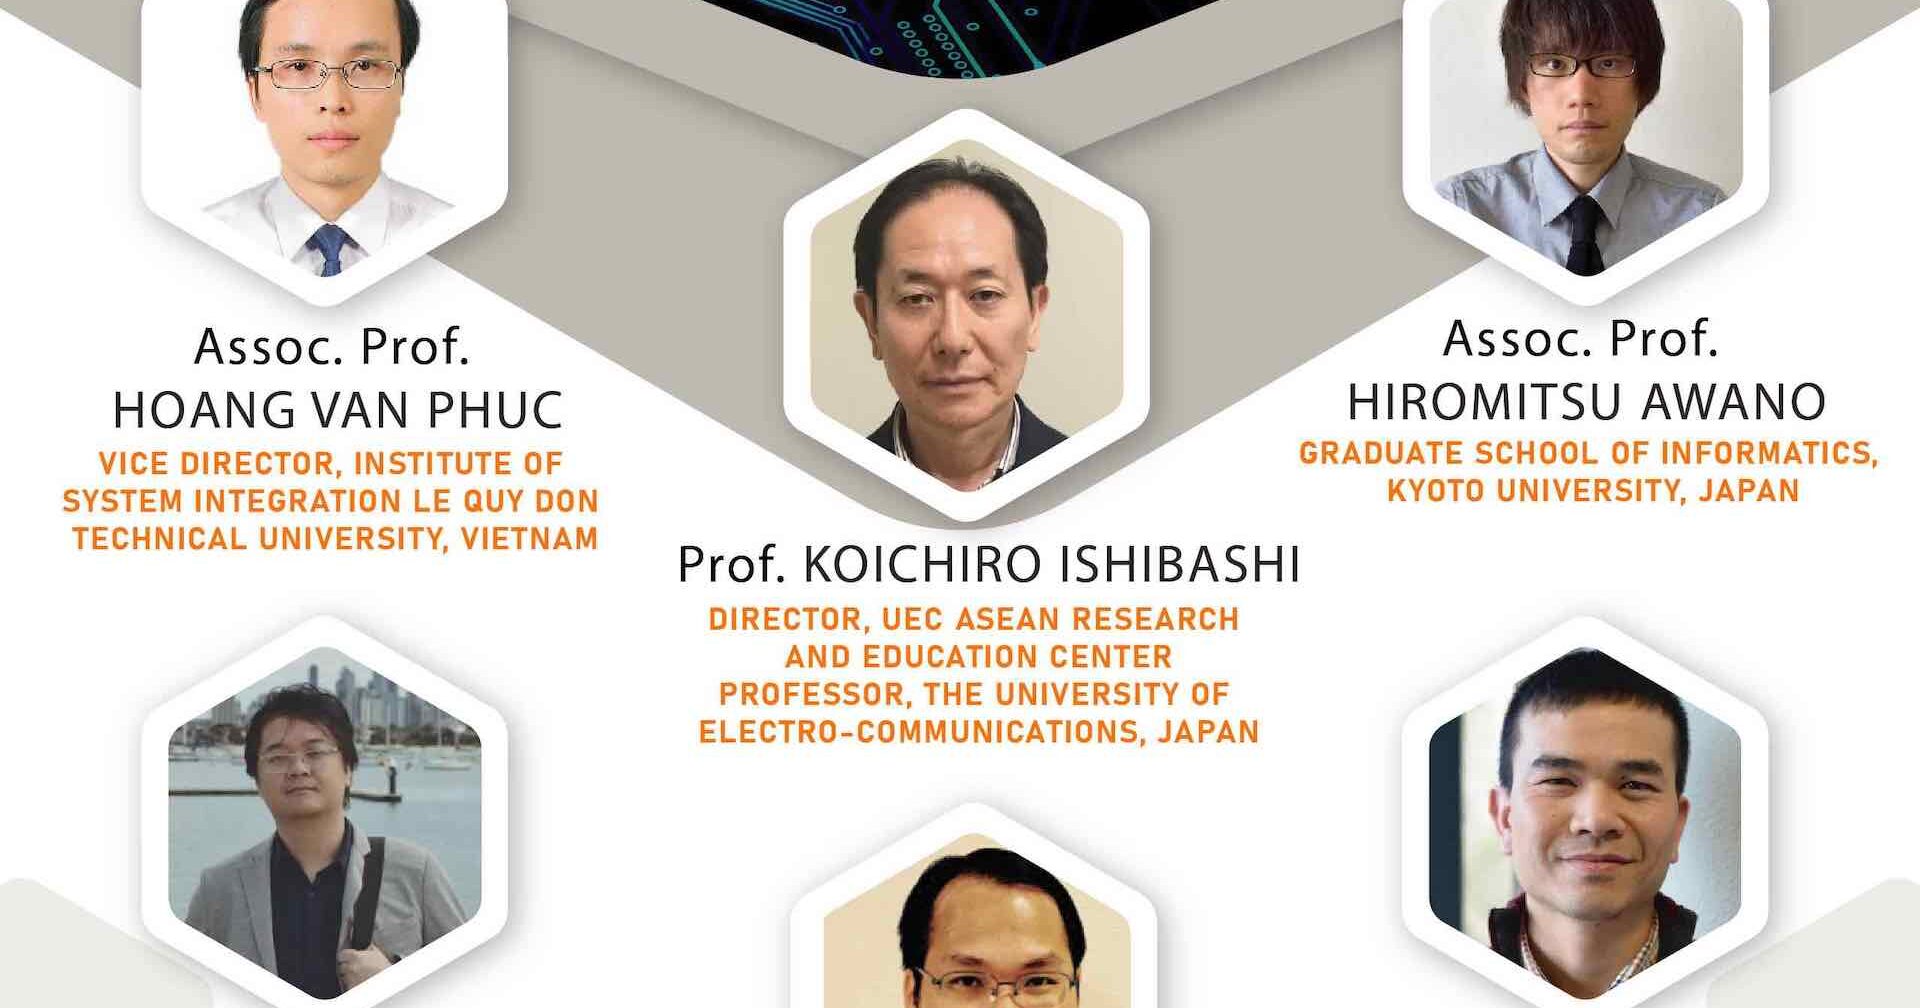 Assoc. Prof.
HOANG VAN PHUC
VICE DIRECTOR, INSTITUTE OF
SYSTEM INTEGRATION LE QUY DON
TECHNICAL UNIVERSITY, VIETNAM
Prof. KOICHIRO ISHIBASHI
DIRECTOR, UEC ASEAN RESEARCH
AND EDUCATION CENTER
PROFESSOR, THE UNIVERSITY OF
ELECTRO-COMMUNICATIONS, JAPAN
Assoc. Prof.
HIROMITSU AWANO
GRADUATE SCHOOL OF INFORMATICS,
KYOTO UNIVERSITY, JAPAN